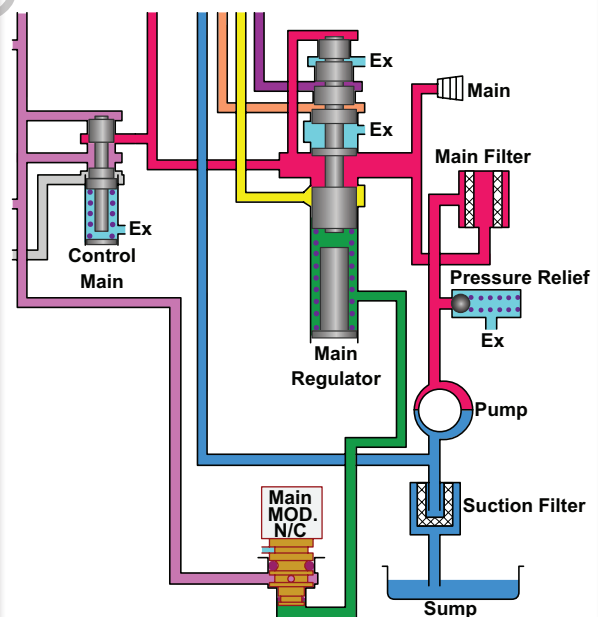 Ex
Main
Ex
Main Filter
Ex
Control
Main
Pressure Relief
Ex
Main
Regulator
Pump
Main
MOD.
N/C
Suction Filter
Sump